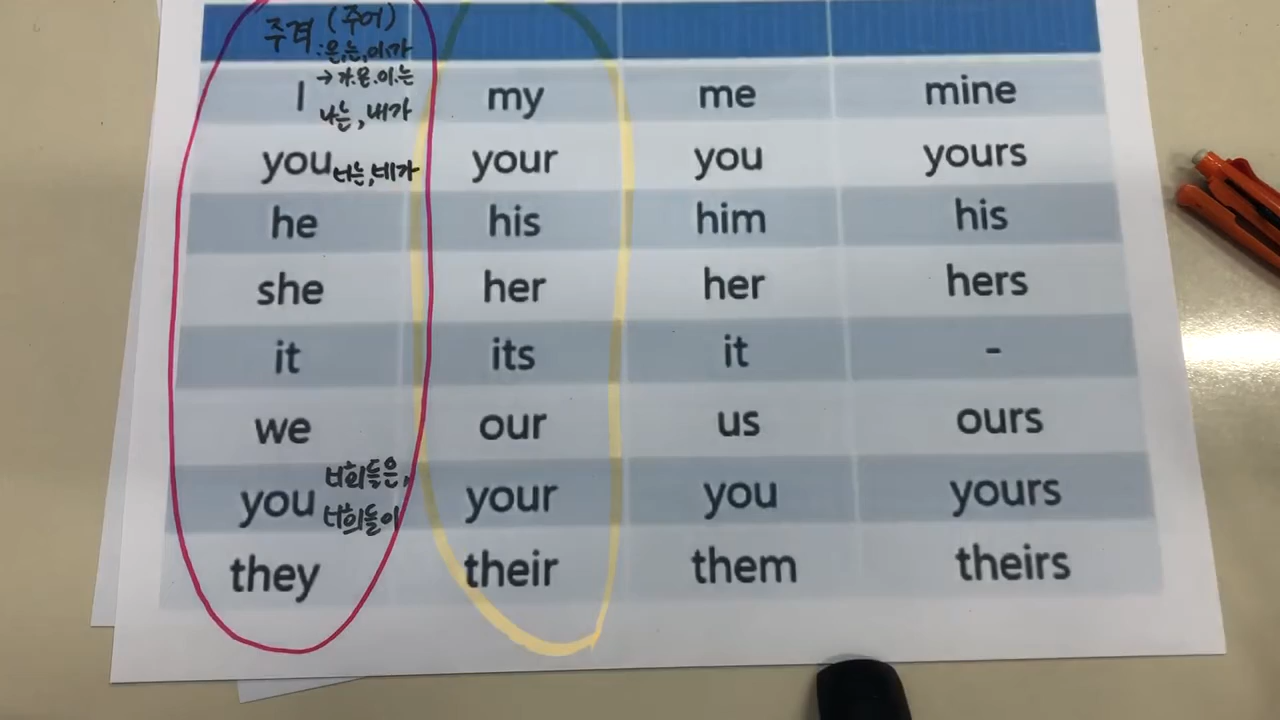 주격 (주어)
:은,는,이,가
→ 가.은.이.는
I my me mine
나는, 내가
you 너는, 네가 your you yours
he his him his
she her her hers
it its it -
we our us ours
너희들은,
you your you yours
너희들이
they their them theirs